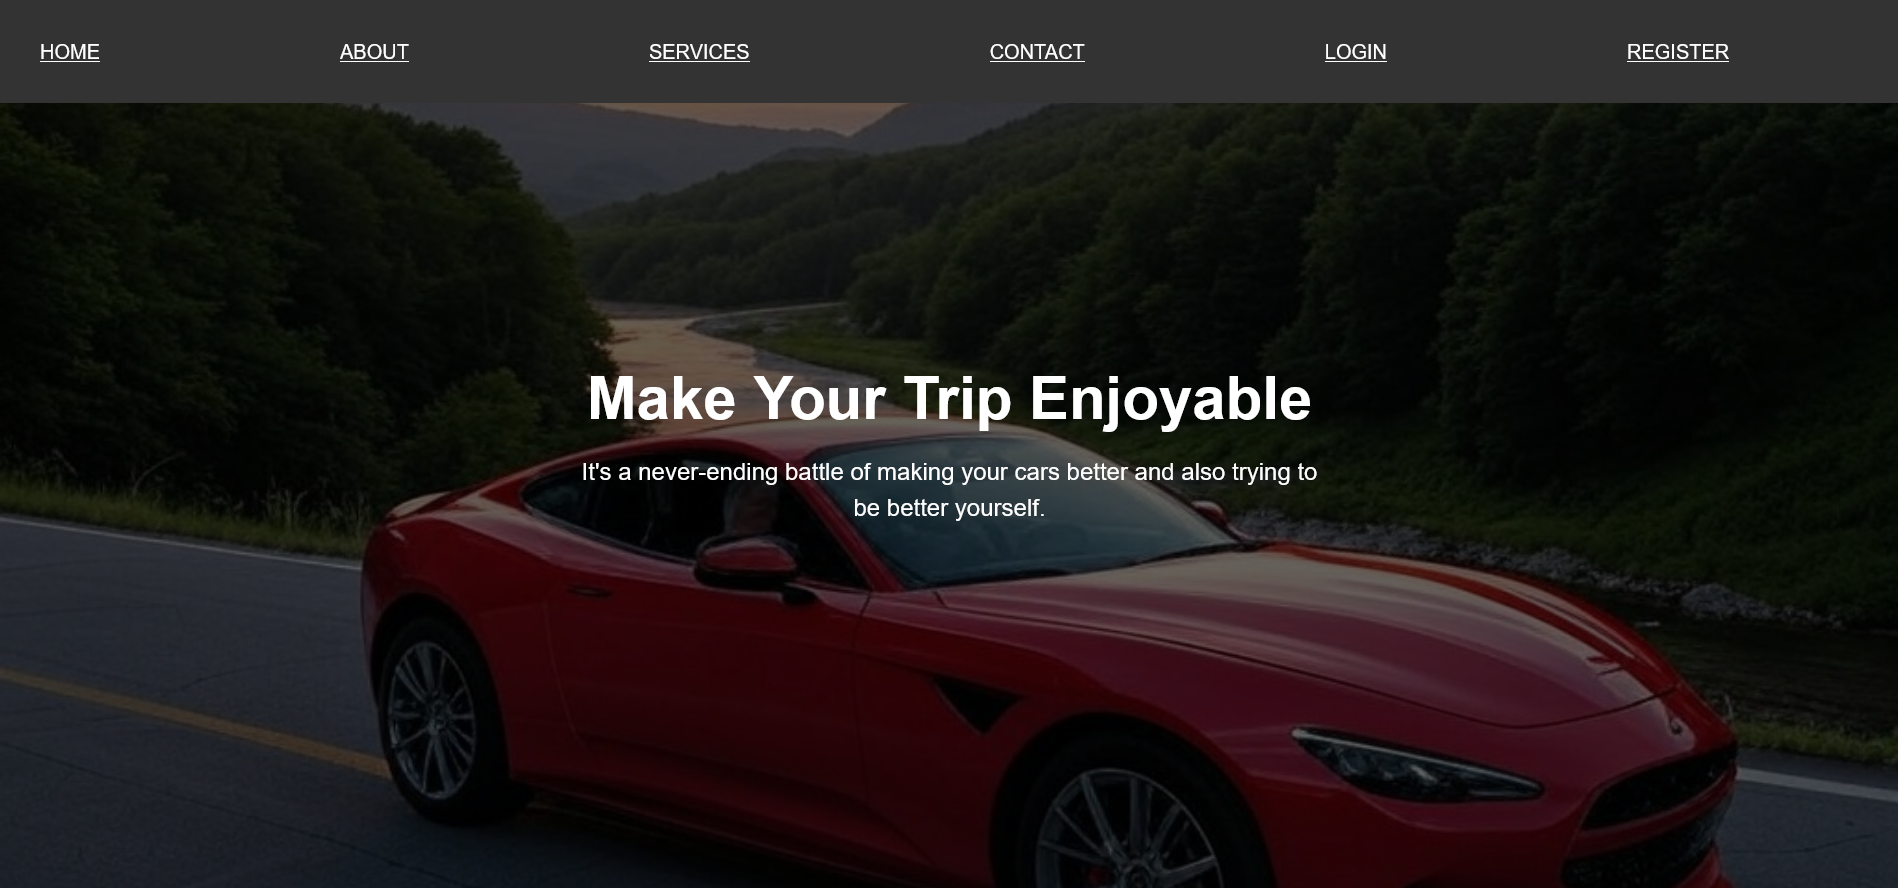 HOME ABOUT SERVICES CONTACT LOGIN REGISTER
Make Your Trip Enjoyable
It's a never-ending battle of making your cars better and also trying to
be better yourself.